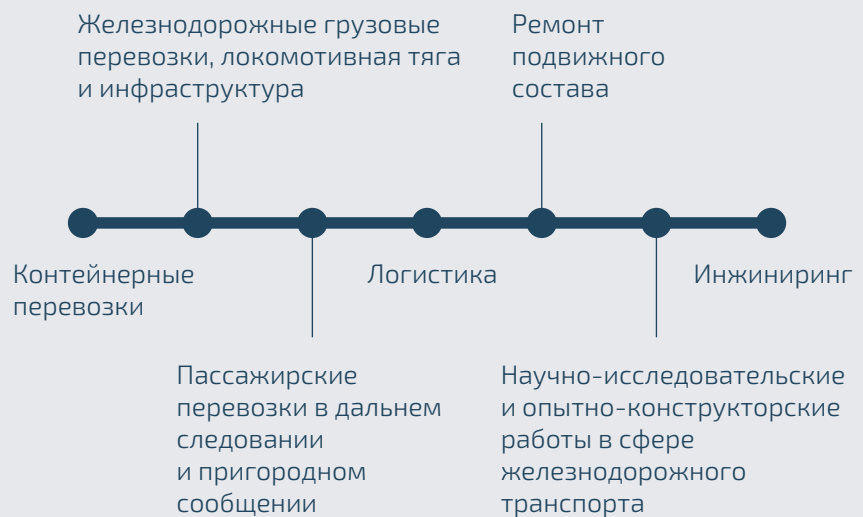 Железнодорожные грузовые
перевозки, локомотивная тяга
и инфраструктура
Ремонт
подвижного
состава
Контейнерные
перевозки
Логистика
Инжиниринг
Пассажирские
перевозки в дальнем
следовании
и пригородном
сообщении
Научно-исследовательские
и опытно-конструкторские
работы в сфере
железнодорожного
транспорта